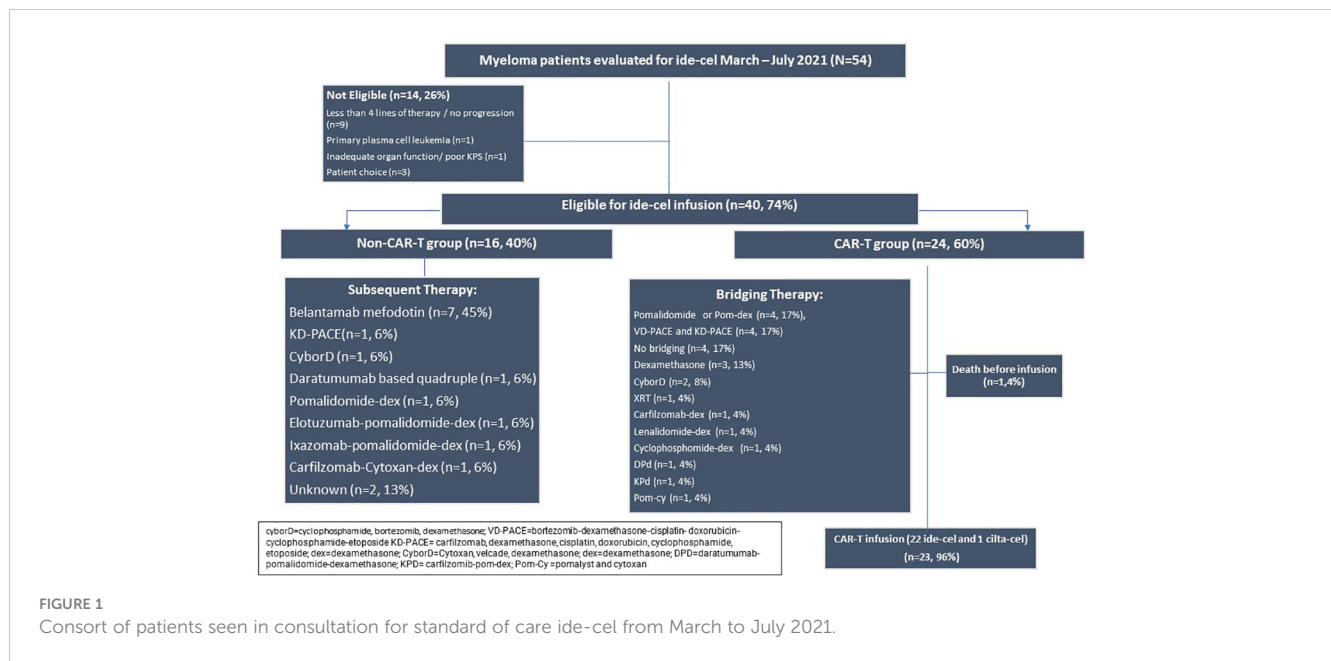 Myeloma patients evaluated for ide-cel March – July 2021 (N=54)
Not Eligible (n=14, 26%)
Less than 4 lines of therapy / no progression
(n=9)
Primary plasma cell leukemia (n=1)
Inadequate organ function/ poor KPS (n=1)
Patient choice (n=3)
Eligible for ide-cel infusion (n=40, 74%)
Non-CAR-T group (n=16, 40%)
CAR-T group (n=24, 60%)
Subsequent Therapy:
Belantamab mefodotin (n=7, 45%)
KD-PACE(n=1, 6%)
CyborD (n=1, 6%)
Daratumumab based quadruple (n=1, 6%)
Pomalidomide-dex (n=1, 6%)
Elotuzumab-pomalidomide-dex (n=1, 6%)
Ixazomab-pomalidomide-dex (n=1, 6%)
Carfilzomab-Cytoxan-dex (n=1, 6%)
Unknown (n=2, 13%)
Bridging Therapy:
Pomalidomide or Pom-dex (n=4, 17%),
VD-PACE and KD-PACE (n=4, 17%)
No bridging (n=4, 17%)
Dexamethasone (n=3, 13%)
CyborD (n=2, 8%)
XRT (n=1, 4%)
Carfilzomab-dex (n=1, 4%)
Lenalidomide-dex (n=1, 4%)
Cyclophosphomide-dex (n=1, 4%)
DPd (n=1, 4%)
KPd (n=1, 4%)
Pom-cy (n=1, 4%)
Death before infusion
(n=1,4%)
CAR-T infusion (22 ide-cel and 1 cilta-cel)
(n=23, 96%)
cyborD=cyclophosphamide, bortezomib, dexamethasone; VD-PACE=bortezomib-dexamethasone-cisplatin- doxorubicin-
cyclophosphamide-etoposide KD-PACE= carfilzomab, dexamethasone, cisplatin, doxorubicin, cyclophosphamide,
etoposide; dex=dexamethasone; CyborD=Cytoxan, velcade, dexamethasone; dex=dexamethasone; DPD=daratumumab-
pomalidomide-dexamethasone; KPD= carfilzomib-pom-dex; Pom-Cy =pomalyst and cytoxan
FIGURE 1
Consort of patients seen in consultation for standard of care ide-cel from March to July 2021.